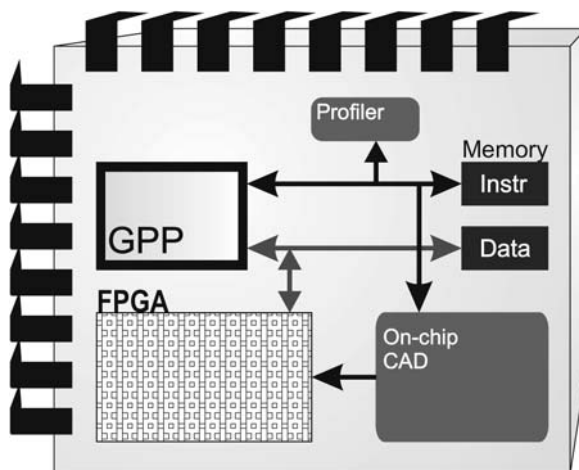 Profiler
Memory
Instr
GPP
Data
FPGA
On-chip
CAD